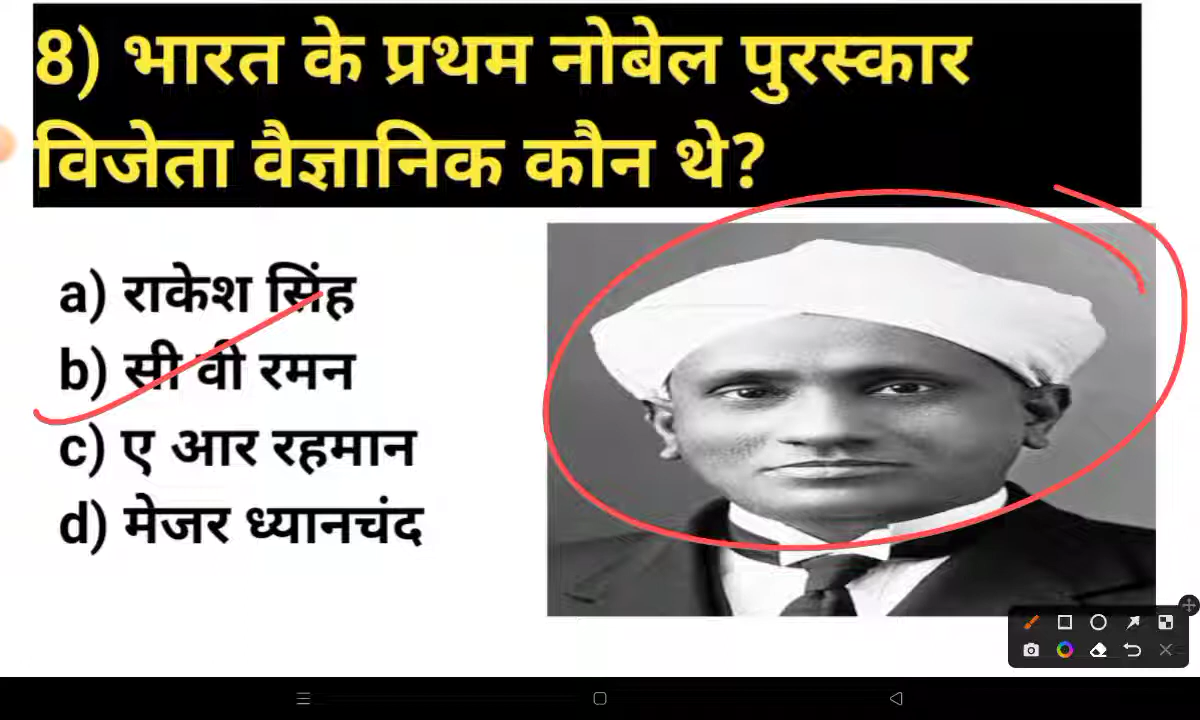 8) भारत के प्रथम नोबेल पुरस्कार
विजेता वैज्ञानिक कौन थे?
a) राकेश सिंह
b) सी वी रमन
c) ए आर रहमान
d) मेजर ध्यानचंद